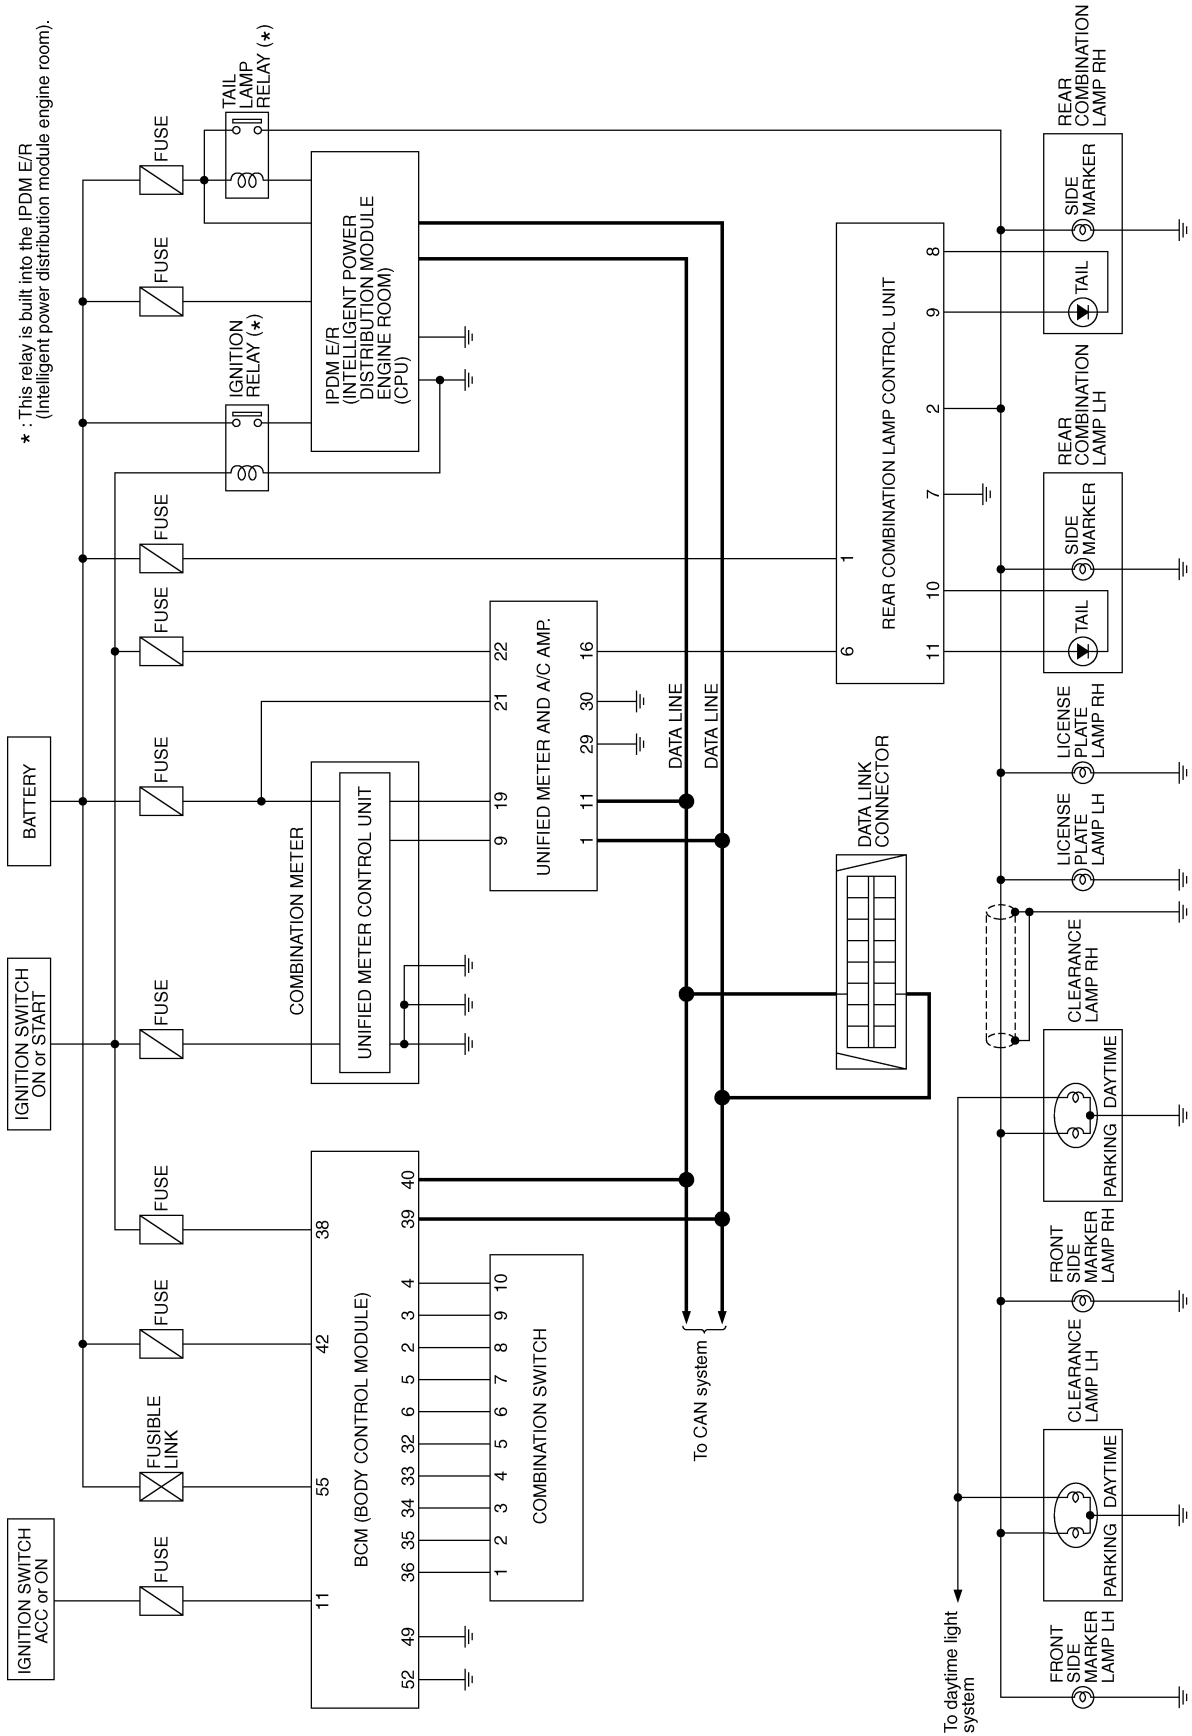 * : This relay is built into the IPDM E/R
(Intelligent power distribution module engine room).
IGNITION SWITCH
ACC or ON
IGNITION SWITCH
ON or START
BATTERY
FUSE
FUSIBLE
LINK
FUSE
FUSE
FUSE
FUSE
FUSE
FUSE
IGNITION
RELAY (*)
FUSE
FUSE
TAIL
LAMP
RELAY (*)
11
55
42
38
BCM (BODY CONTROL MODULE)
52
49
36
35
34
33
32
6
5
2
3
4
39
40
1
2
3
4
5
6
7
8
9
10
COMBINATION SWITCH
COMBINATION METER
UNIFIED METER CONTROL UNIT
9
19
21
22
UNIFIED METER AND A/C AMP.
1
11
29
30
16
IPDM E/R
(INTELLIGENT POWER
DISTRIBUTION MODULE
ENGINE ROOM)
(CPU)
DATA LINE
DATA LINE
To CAN system
DATA LINK
CONNECTOR
6
1
REAR COMBINATION LAMP CONTROL UNIT
11
10
7
2
9
8
To daytime light
system
FRONT
SIDE
MARKER
LAMP LH
CLEARANCE
LAMP LH
PARKING
DAYTIME
FRONT
SIDE
MARKER
LAMP RH
CLEARANCE
LAMP RH
PARKING
DAYTIME
LICENSE
PLATE
LAMP LH
LICENSE
PLATE
LAMP RH
REAR
COMBINATION
LAMP LH
TAIL
SIDE
MARKER
REAR
COMBINATION
LAMP RH
TAIL
SIDE
MARKER